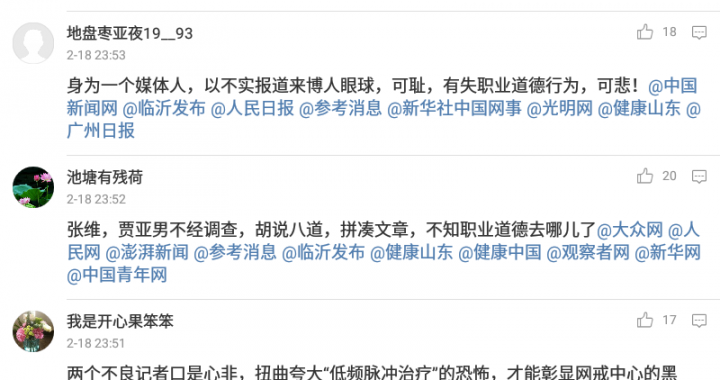 地盘枣亚夜19__93
18
2-18 23:53
身为一个媒体人，以不实报道来博人眼球，可耻，有失职业道德行为，可悲！@中国
新闻网 @临沂发布 @人民日报 @参考消息 @新华社中国网事 @光明网 @健康山东 @
广州日报
池塘有残荷
20
2-18 23:52
张维，贾亚男不经调查，胡说八道，拼凑文章，不知职业道德去哪儿了@大众网 @人
民网 @澎湃新闻 @参考消息 @临沂发布 @健康山东 @健康中国 @观察者网 @新华网
@中国青年网
我是开心果笨笨
17
2-18 23:51
两个不良记者口是心非，扭曲夸大“低频脉冲治疗”的恐怖，才能彰显网戒中心的黑